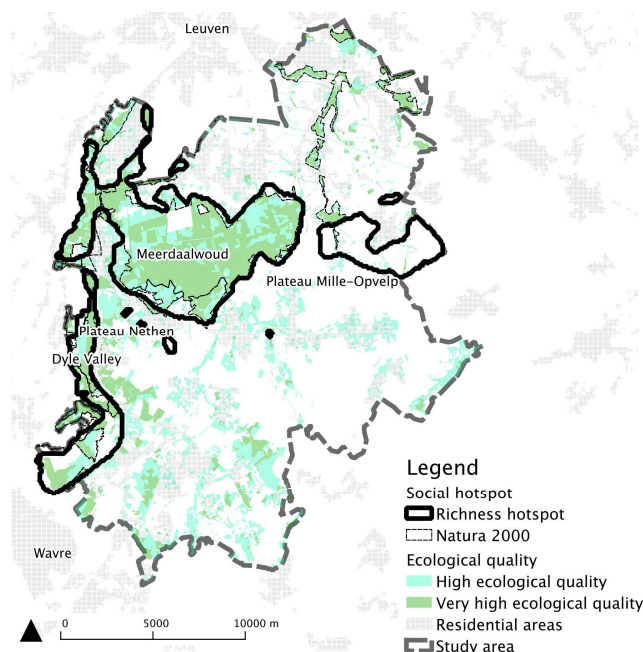 Leuven
Meerdaalwoud
Plateau Mille-Opvelp
Plateau Nethen
Dyle Valley
Wavre
Legend
Social hotspot
Richness hotspot
Natura 2000
Ecological quality
High ecological quality
Very high ecological quality
Residential areas
Study area
0 5000 10000 m